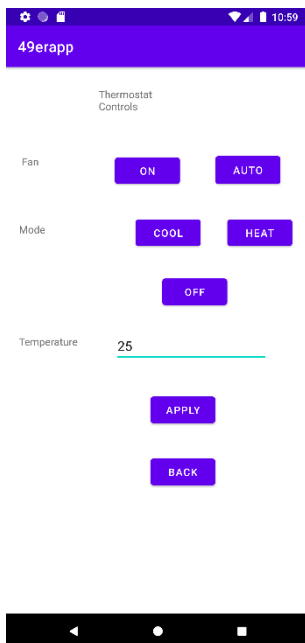 10:59
49erapp
Thermostat
Controls
Fan
ON
AUTO
Mode
COOL
HEAT
OFF
Temperature
25
APPLY
BACK